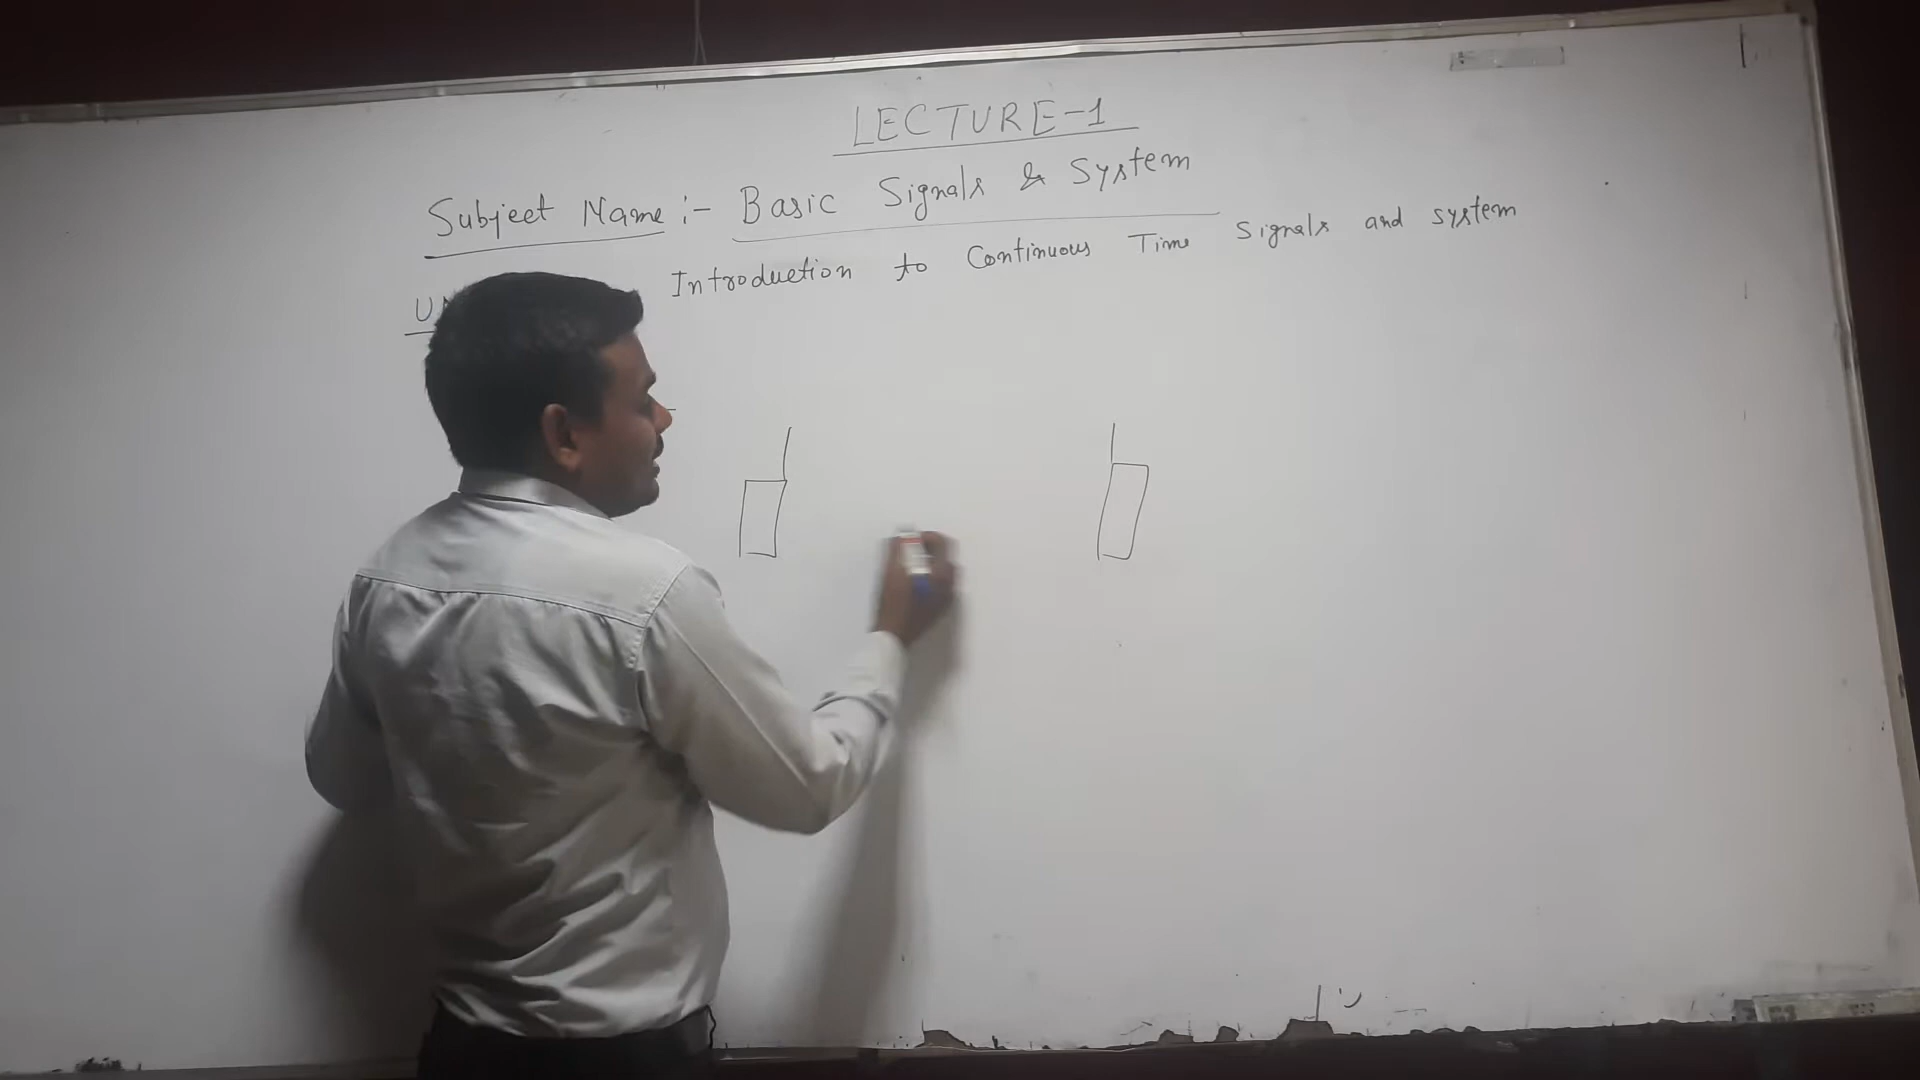 LECTURE-1
Subject Name :- Basic Signals & System
Introduction to Continuous Time Signals and system